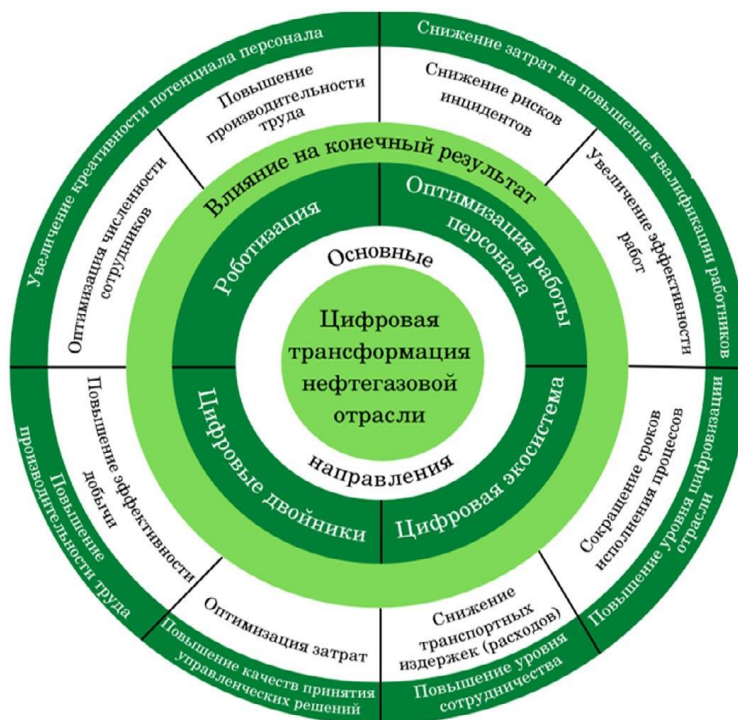 Цифровая
трансформация
нефтегазовой
отрасли
Основные
направления
Роботизация
Оптимизация работы
персонала
Цифровая экосистема
Цифровые двойники
Влияние на конечный результат
Повышение
производительности
труда
Снижение рисков
инцидентов
Увеличение эффективности
работ
Сокращение сроков
исполнения процессов
Снижение
транспортных
издержек (расходов)
Оптимизация затрат
Повышение эффективности
добычи
Оптимизация численности
сотрудников
Увеличение креативности потенциала персонала
Снижение затрат на повышение квалификации работников
Повышение уровня цифровизации
отрасли
Повышение уровня
сотрудничества
Повышение качеств принятия
управленческих решений
Повышение
производительности труда